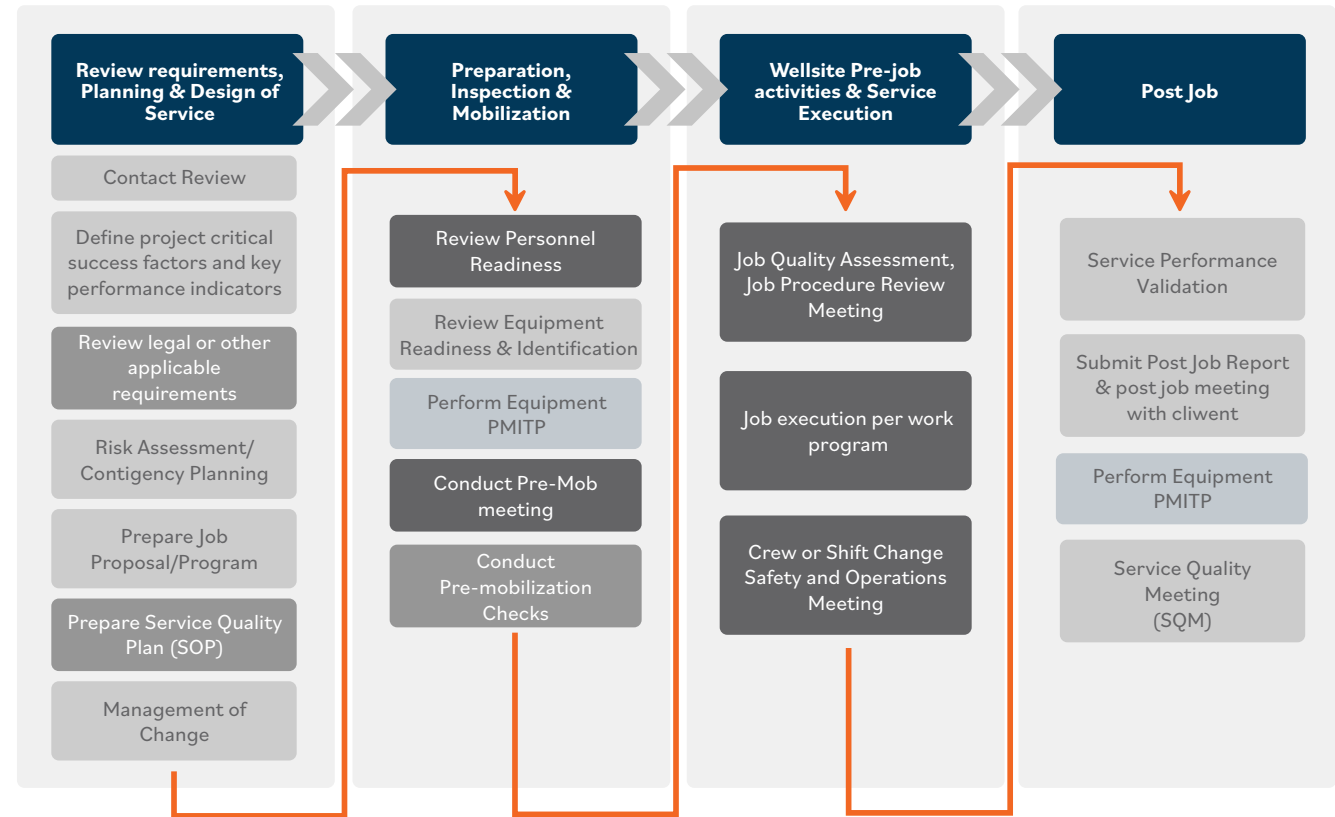 Review requirements,
Planning & Design of
Service
Contact Review
Define project critical
success factors and key
performance indicators
Review legal or other
applicable
requirements
Risk Assessment/
Contigency Planning
Prepare Job
Proposal/Program
Prepare Service Quality
Plan (SOP)
Management of
Change
Preparation,
Inspection &
Mobilization
Review Personnel
Readiness
Review Equipment
Readiness & Identification
Perform Equipment
PMITP
Conduct Pre-Mob
meeting
Conduct
Pre-mobilization
Checks
Wellsite Pre-job
activities & Service
Execution
Job Quality Assessment,
Job Procedure Review
Meeting
Job execution per work
program
Crew or Shift Change
Safety and Operations
Meeting
Post Job
Service Performance
Validation
Submit Post Job Report
& post job meeting
with cliwent
Perform Equipment
PMITP
Service Quality
Meeting
(SQM)